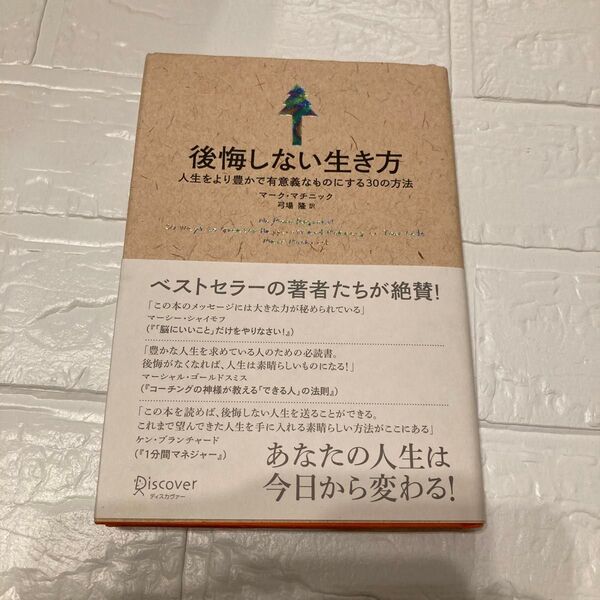 後悔しない生き方
人生をより豊かで有意義なものにする30の方法
マーク・マチニック
弓場 隆 訳
ベストセラーの著者たちが絶賛！
「この本のメッセージには大きな力が秘められている」
マーシー・シャイモフ
(『「脳にいいこと」だけをやりなさい！』)
「豊かな人生を求めている人のための必読書。
後悔がなくなれば、人生は素晴らしいものになる！」
マーシャル・ゴールドスミス
(『コーチングの神様が教える「できる人」の法則』)
「この本を読めば、後悔しない人生を送ることができる。
これまで望んできた人生を手に入れる素晴らしい方法がここにある」
ケン・ブランチャード
(『1分間マネジャー』)
あなたの人生は
今日から変わる！
Discover
ディスカヴァー